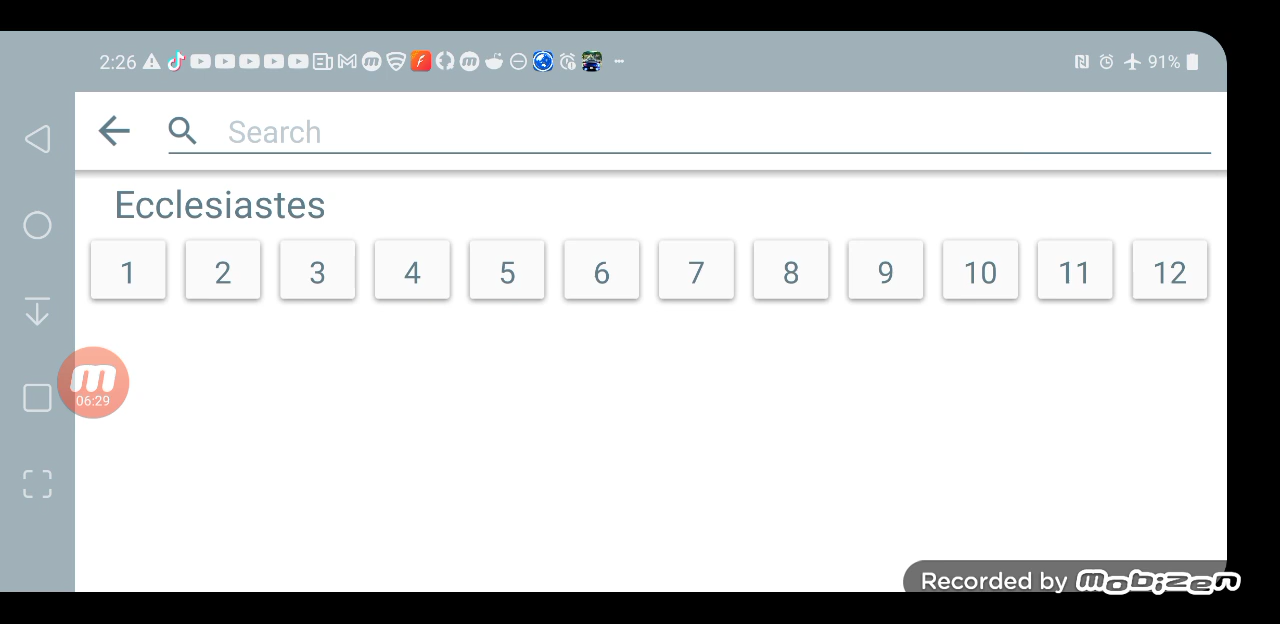 2:26 91%
Search
Ecclesiastes
1 2 3 4 5 6 7 8 9 10 11 12
m
06:29
Recorded by Mobizen